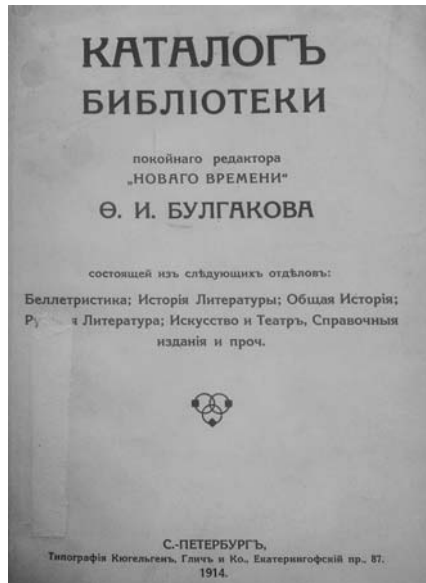 КАТАЛОГЪ
БИБЛІОТЕКИ
покойнаго редактора
„НОВАГО ВРЕМЕНИ“
Ѳ. И. БУЛГАКОВА
состоящей изъ слѣдующихъ отдѣловъ:
Беллетристика; Исторія Литературы; Общая Исторія;
Литература; Искусство и Театръ, Справочныя
изданія и проч.
С.-ПЕТЕРБУРГЪ,
Типографія Кюгельгенъ, Гличъ и Ко., Екатерингофскій пр., 87.
1914.